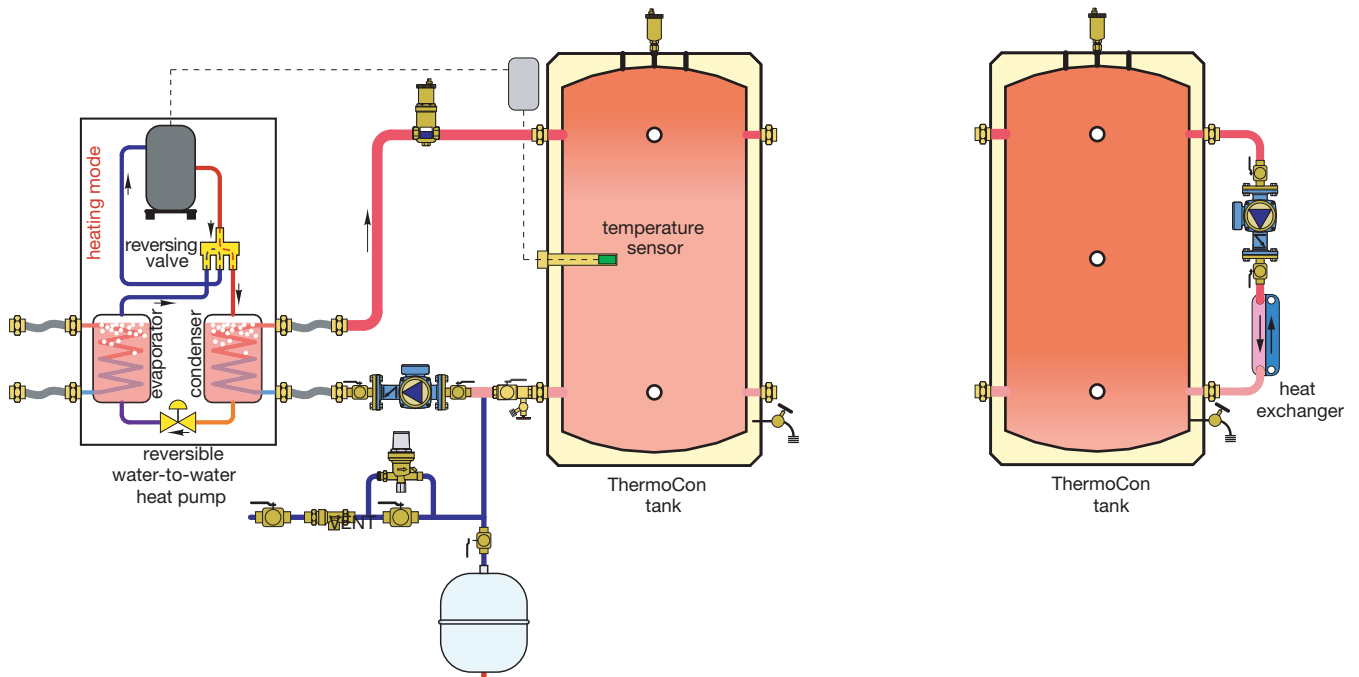 heating mode
reversing
valve
evaporator
condenser
reversible
water-to-water
heat pump
VENT
temperature
sensor
ThermoCon
tank
heat
exchanger
ThermoCon
tank